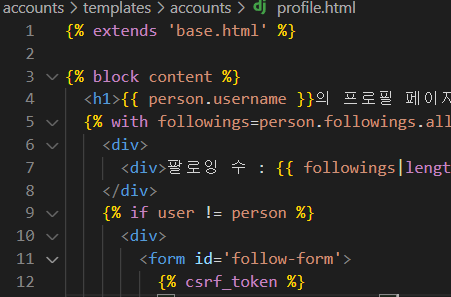 accounts > templates > accounts > dj profile.html
1 {% extends 'base.html' %}
2
3 {% block content %}
4 <h1>{{ person.username }}의 프로필 페이지
5 {% with followings=person.followings.all
6 <div>
7 <div>팔로잉 수 : {{ followings|lengt
8 </div>
9 {% if user != person %}
10 <div>
11 <form id='follow-form'>
12 {% csrf_token %}